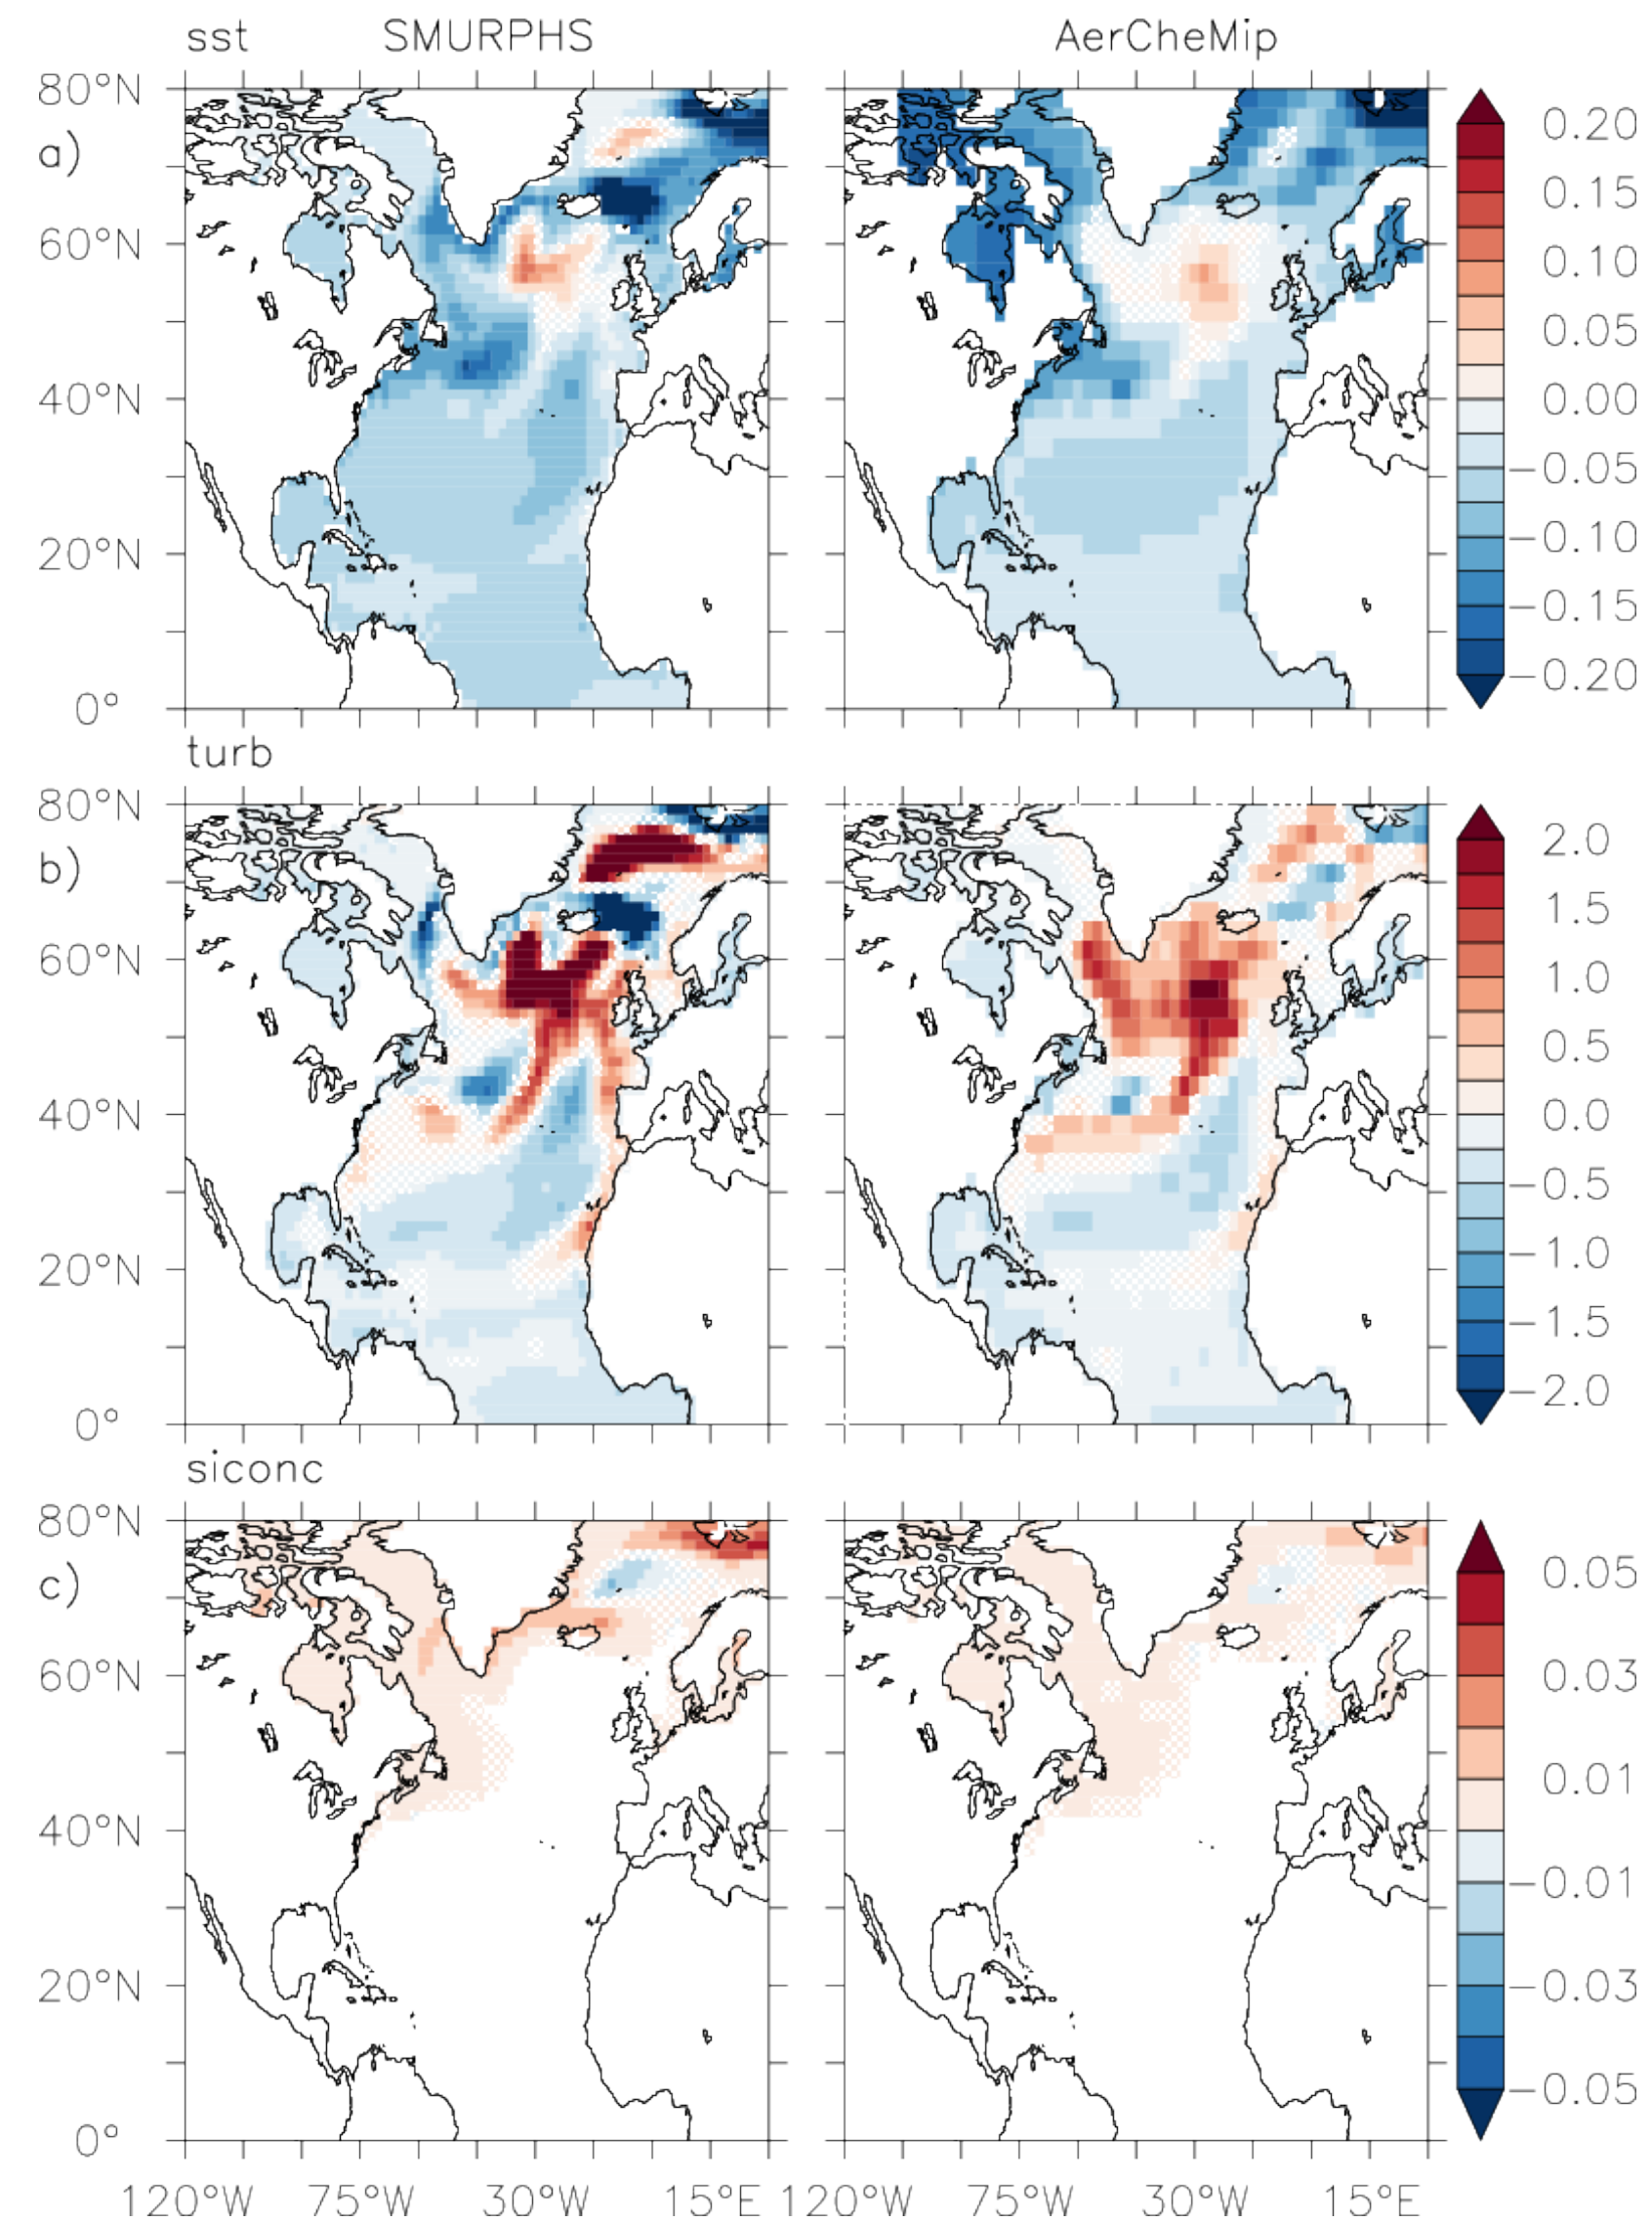 sst SMURPHS AerCheMip
a)
80°N
60°N
40°N
20°N
0°
0.20
0.15
0.10
0.05
0.00
−0.05
−0.10
−0.15
−0.20
turb
b)
80°N
60°N
40°N
20°N
0°
2.0
1.5
1.0
0.5
0.0
−0.5
−1.0
−1.5
−2.0
siconc
c)
80°N
60°N
40°N
20°N
0°
0.05
0.03
0.01
−0.01
−0.03
−0.05
120°W 75°W 30°W 15°E 120°W 75°W 30°W 15°E